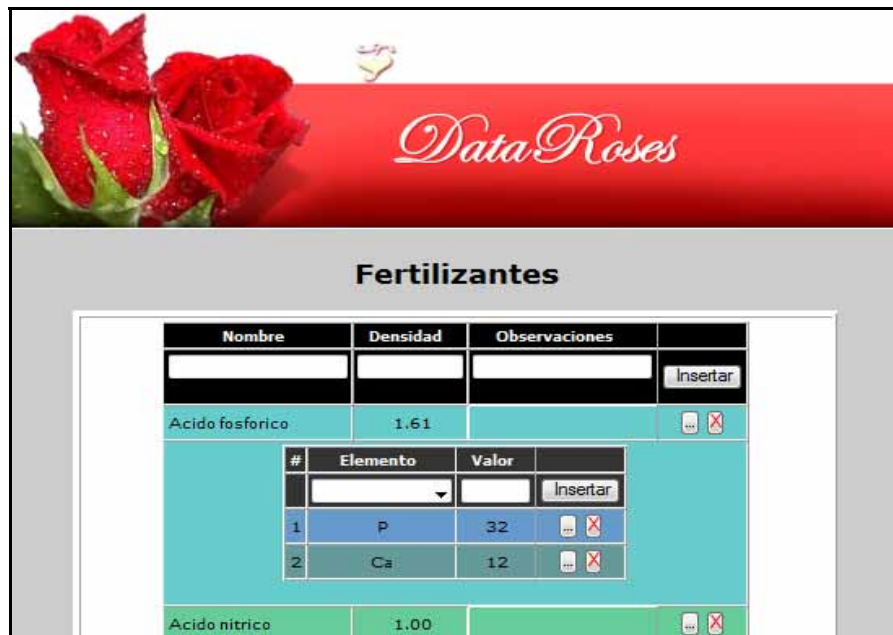 DataRoses
Fertilizantes
Nombre Densidad Observaciones
Insertar
Acido fosforico 1.61 ... X
# Elemento Valor
Insertar
1 P 32 ... X
2 Ca 12 ... X
Acido nitrico 1.00 ... X